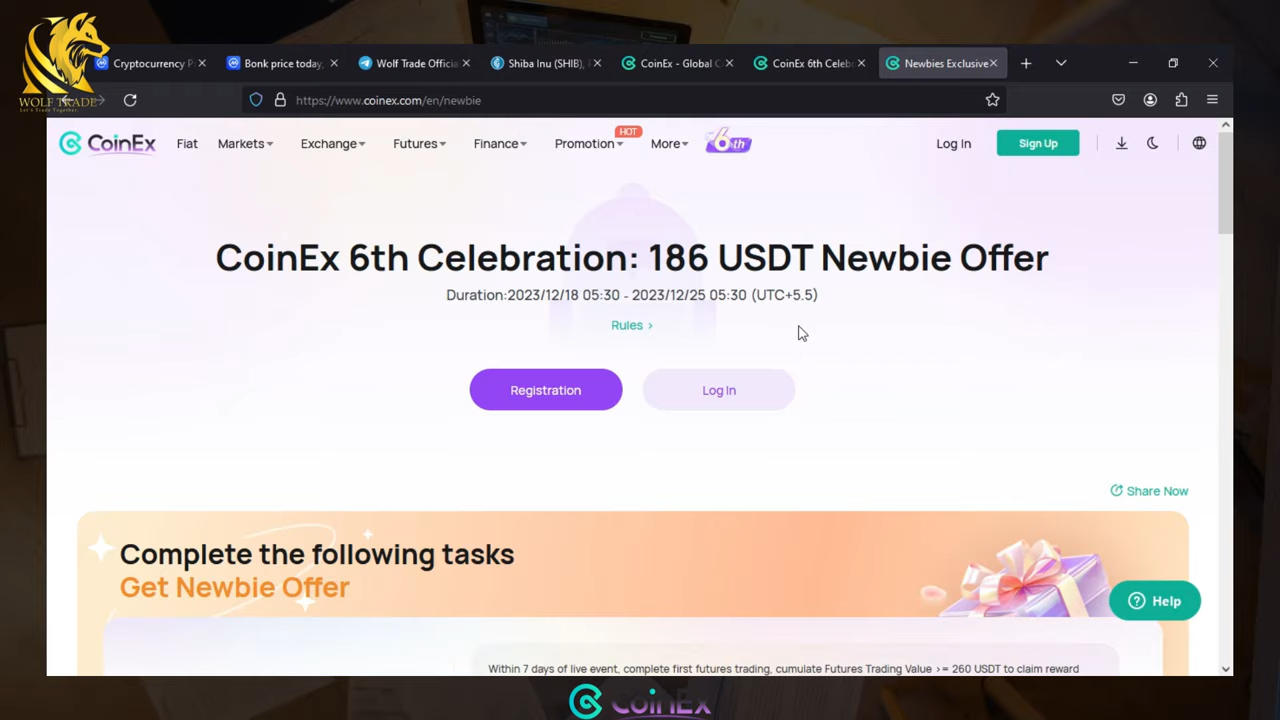 WOLF TRADE
Let's Trade Together.
Cryptocurrency P
Bonk price today,
Wolf Trade Officia
Shiba Inu (SHIB),
CoinEx - Global C
CoinEx 6th Celebr
Newbies Exclusive
https://www.coinex.com/en/newbie
CoinEx
Fiat
Markets
Exchange
Futures
Finance
Promotion
HOT
More
6th
Log In
Sign Up
CoinEx 6th Celebration: 186 USDT Newbie Offer
Duration:2023/12/18 05:30 - 2023/12/25 05:30 (UTC+5.5)
Rules >
Registration
Log In
Share Now
Complete the following tasks
Get Newbie Offer
Help
Within 7 days of live event, complete first futures trading, cumulate Futures Trading Value >= 260 USDT to claim reward
CoinEx